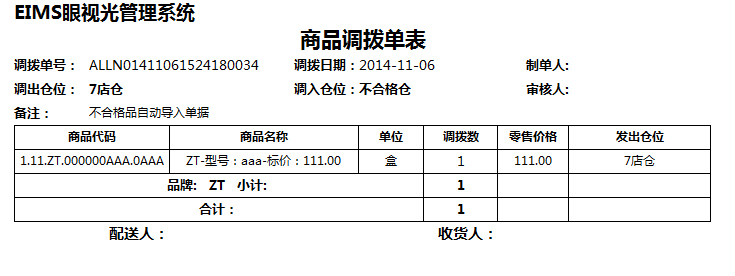 EIMS眼视光管理系统
商品调拨单表
调拨单号： ALLN01411061524180034 调拨日期：2014-11-06 制单人:
调出仓位： 7店仓 调入仓位：不合格仓 审核人:
备注： 不合格品自动导入单据
商品代码 商品名称 单位 调拨数 零售价格 发出仓位
1.11.ZT.000000AAA.0AAA ZT-型号：aaa-标价：111.00 盒 1 111.00 7店仓
品牌: ZT 小计: 1
合计： 1
配送人： 收货人：